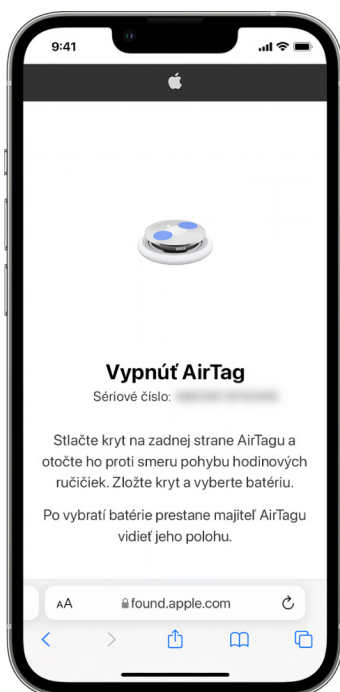 9:41
Vypnúť AirTag
Sériové číslo:
Stlačte kryt na zadnej strane AirTagu a
otočte ho proti smeru pohybu hodinových
ručičiek. Zložte kryt a vyberte batériu.
Po vybratí batérie prestane majiteľ AirTagu
vidieť jeho polohu.
AA found.apple.com